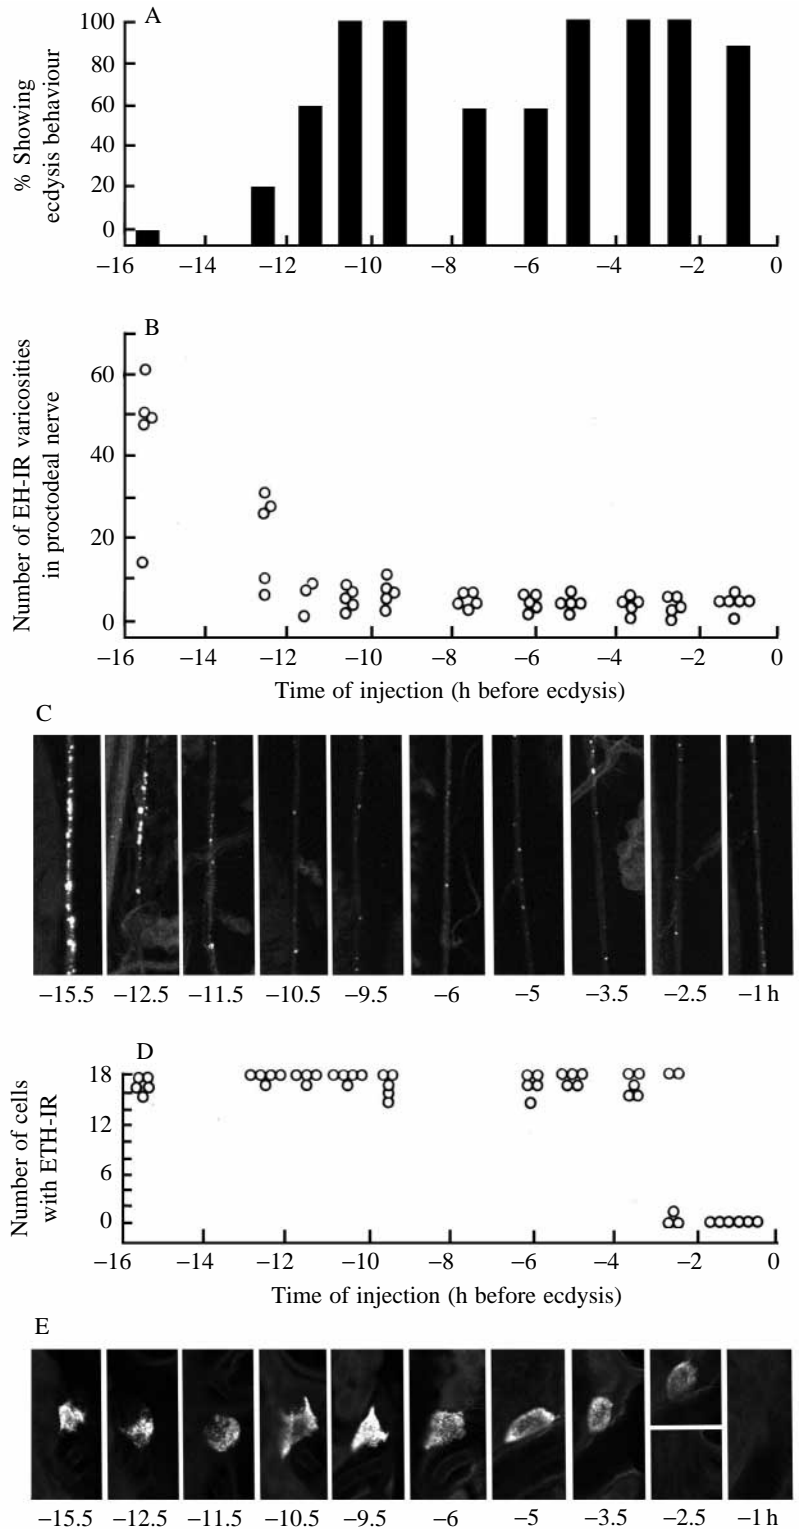 A
100
80
60
40
20
0
% Showing
ecdysis behaviour
−16 −14 −12 −10 −8 −6 −4 −2 0
B
60
40
20
0
Number of EH-IR varicosities
in proctodeal nerve
−16 −14 −12 −10 −8 −6 −4 −2 0
Time of injection (h before ecdysis)
C
−15.5 −12.5 −11.5 −10.5 −9.5 −6 −5 −3.5 −2.5 −1 h
D
18
12
6
0
Number of cells
with ETH-IR
−16 −14 −12 −10 −8 −6 −4 −2 0
Time of injection (h before ecdysis)
E
−15.5 −12.5 −11.5 −10.5 −9.5 −6 −5 −3.5 −2.5 −1 h